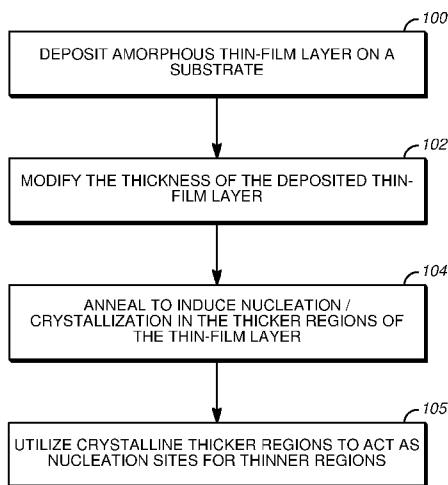 100
DEPOSIT AMORPHOUS THIN-FILM LAYER ON A
SUBSTRATE
102
MODIFY THE THICKNESS OF THE DEPOSITED THIN-
FILM LAYER
104
ANNEAL TO INDUCE NUCLEATION /
CRYSTALLIZATION IN THE THICKER REGIONS OF
THE THIN-FILM LAYER
105
UTILIZE CRYSTALLINE THICKER REGIONS TO ACT AS
NUCLEATION SITES FOR THINNER REGIONS